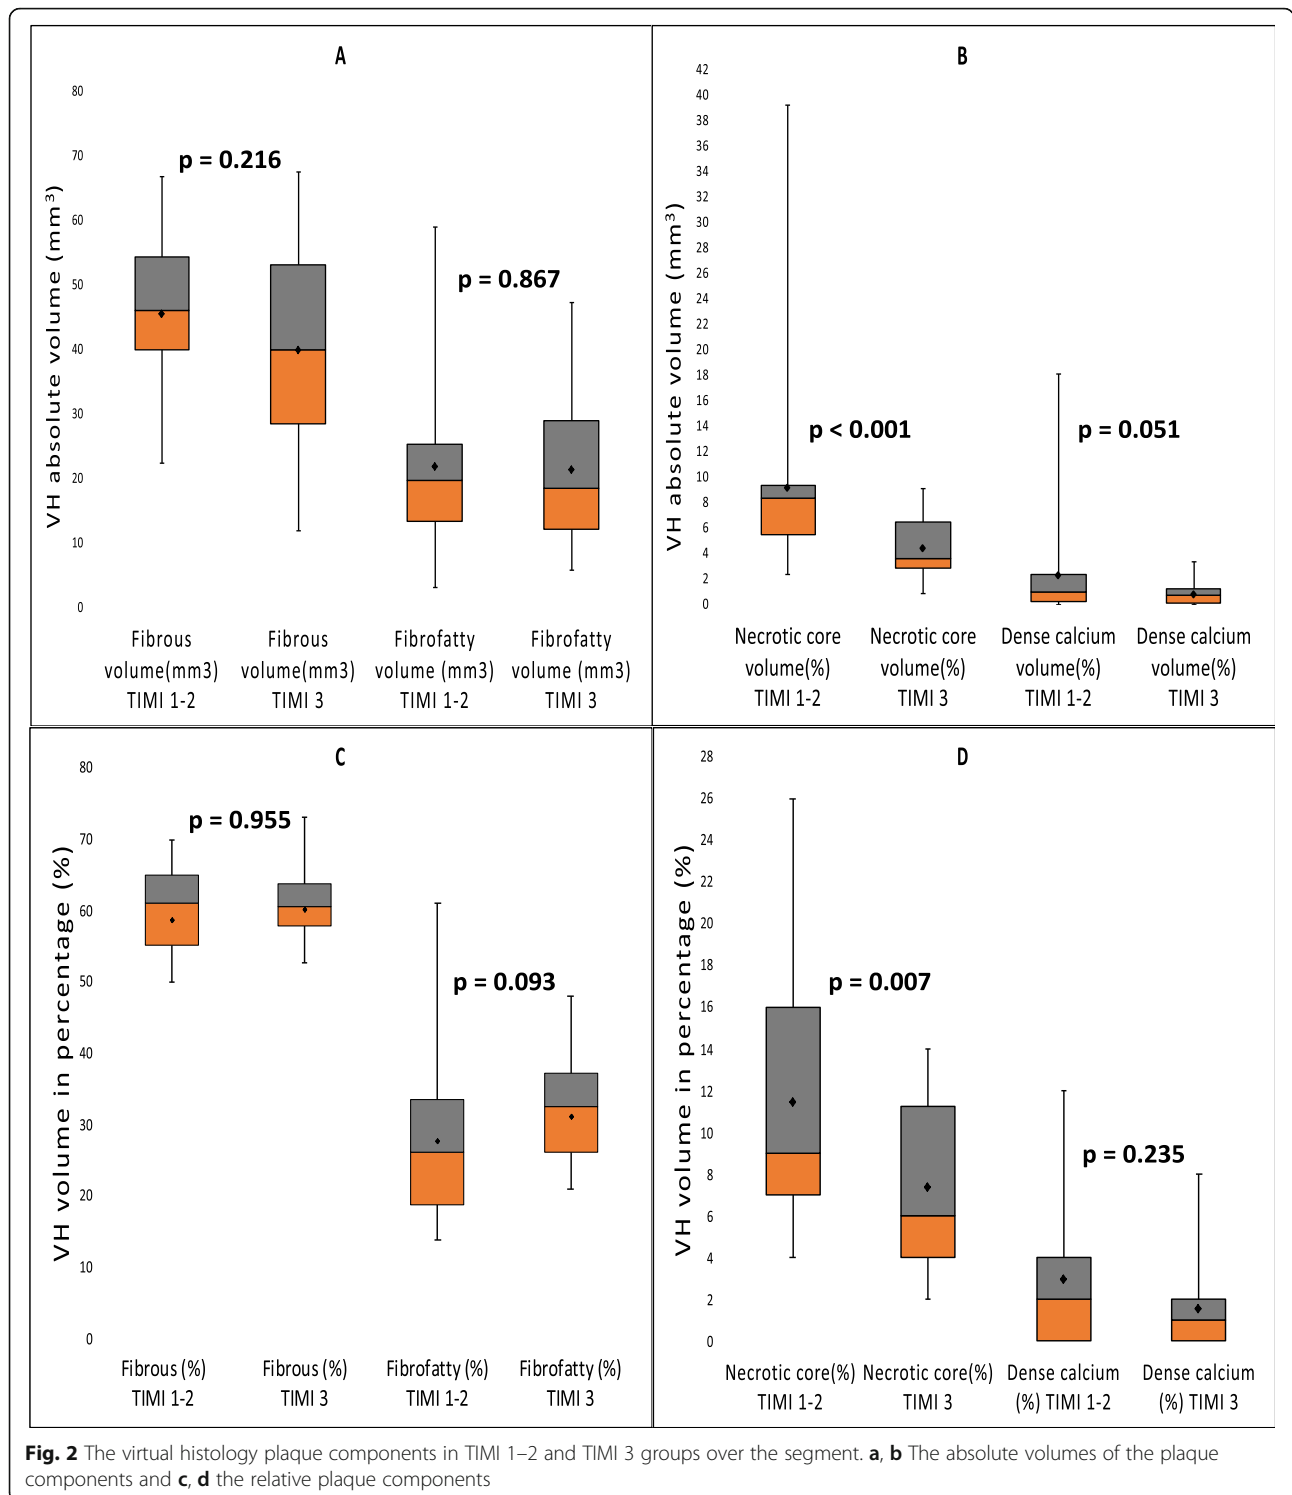 A
80
70
60
50
40
30
20
10
0
VH absolute volume (mm³)
p = 0.216
p = 0.867
Fibrous
volume(mm3)
TIMI 1-2
Fibrous
volume(mm3)
TIMI 3
Fibrofatty
volume (mm3)
TIMI 1-2
Fibrofatty
volume (mm3)
TIMI 3
B
42
40
38
36
34
32
30
28
26
24
22
20
18
16
14
12
10
8
6
4
2
0
VH absolute volume (mm³)
p < 0.001
p = 0.051
Necrotic core
volume(%)
TIMI 1-2
Necrotic core
volume(%)
TIMI 3
Dense calcium
volume(%)
TIMI 1-2
Dense calcium
volume(%)
TIMI 3
C
80
70
60
50
40
30
20
10
0
VH volume in percentage (%)
p = 0.955
p = 0.093
Fibrous (%)
TIMI 1-2
Fibrous (%)
TIMI 3
Fibrofatty (%)
TIMI 1-2
Fibrofatty (%)
TIMI 3
D
28
26
24
22
20
18
16
14
12
10
8
6
4
2
0
VH volume in percentage (%)
p = 0.007
p = 0.235
Necrotic core(%)
TIMI 1-2
Necrotic core(%)
TIMI 3
Dense calcium
(%) TIMI 1-2
Dense calcium
(%) TIMI 3
Fig. 2 The virtual histology plaque components in TIMI 1–2 and TIMI 3 groups over the segment. a, b The absolute volumes of the plaque
components and c, d the relative plaque components